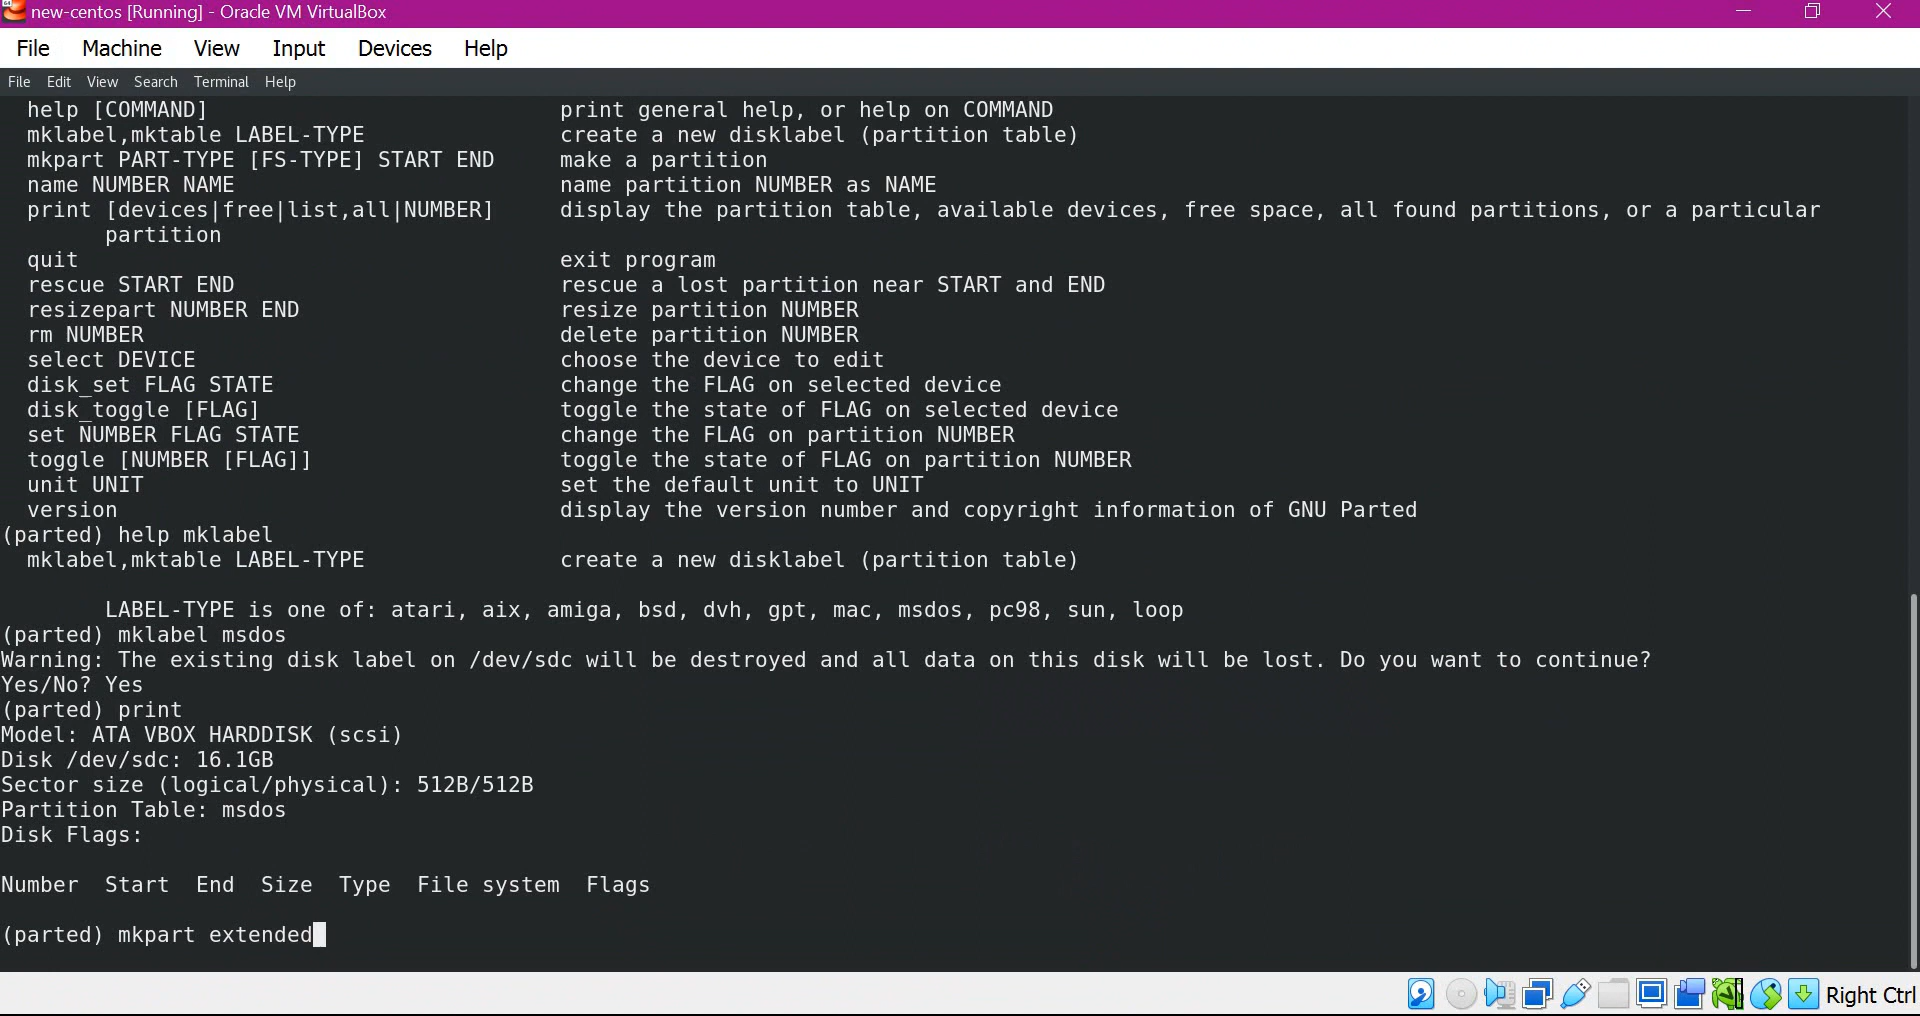 new-centos [Running] - Oracle VM VirtualBox
File Machine View Input Devices Help
File Edit View Search Terminal Help
help [COMMAND] print general help, or help on COMMAND
mklabel,mktable LABEL-TYPE create a new disklabel (partition table)
mkpart PART-TYPE [FS-TYPE] START END make a partition
name NUMBER NAME name partition NUMBER as NAME
print [devices|free|list,all|NUMBER] display the partition table, available devices, free space, all found partitions, or a particular
partition
quit exit program
rescue START END rescue a lost partition near START and END
resizepart NUMBER END resize partition NUMBER
rm NUMBER delete partition NUMBER
select DEVICE choose the device to edit
disk_set FLAG STATE change the FLAG on selected device
disk_toggle [FLAG] toggle the state of FLAG on selected device
set NUMBER FLAG STATE change the FLAG on partition NUMBER
toggle [NUMBER [FLAG]] toggle the state of FLAG on partition NUMBER
unit UNIT set the default unit to UNIT
version display the version number and copyright information of GNU Parted
(parted) help mklabel
mklabel,mktable LABEL-TYPE create a new disklabel (partition table)
LABEL-TYPE is one of: atari, aix, amiga, bsd, dvh, gpt, mac, msdos, pc98, sun, loop
(parted) mklabel msdos
Warning: The existing disk label on /dev/sdc will be destroyed and all data on this disk will be lost. Do you want to continue?
Yes/No? Yes
(parted) print
Model: ATA VBOX HARDDISK (scsi)
Disk /dev/sdc: 16.1GB
Sector size (logical/physical): 512B/512B
Partition Table: msdos
Disk Flags:
Number Start End Size Type File system Flags
(parted) mkpart extended
Right Ctrl